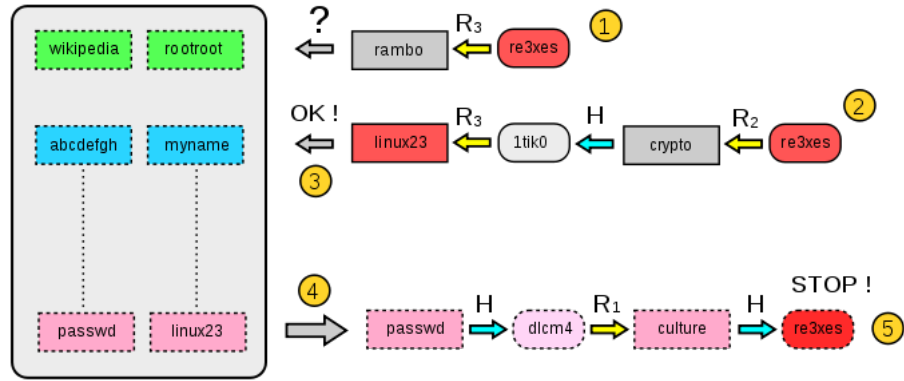 wikipedia rootroot ? rambo R3 re3xes 1
abcdefgh myname OK ! linux23 R3 1tik0 H crypto R2 re3xes 2
3
passwd linux23 4 passwd H dlcm4 R1 culture H re3xes STOP ! 5